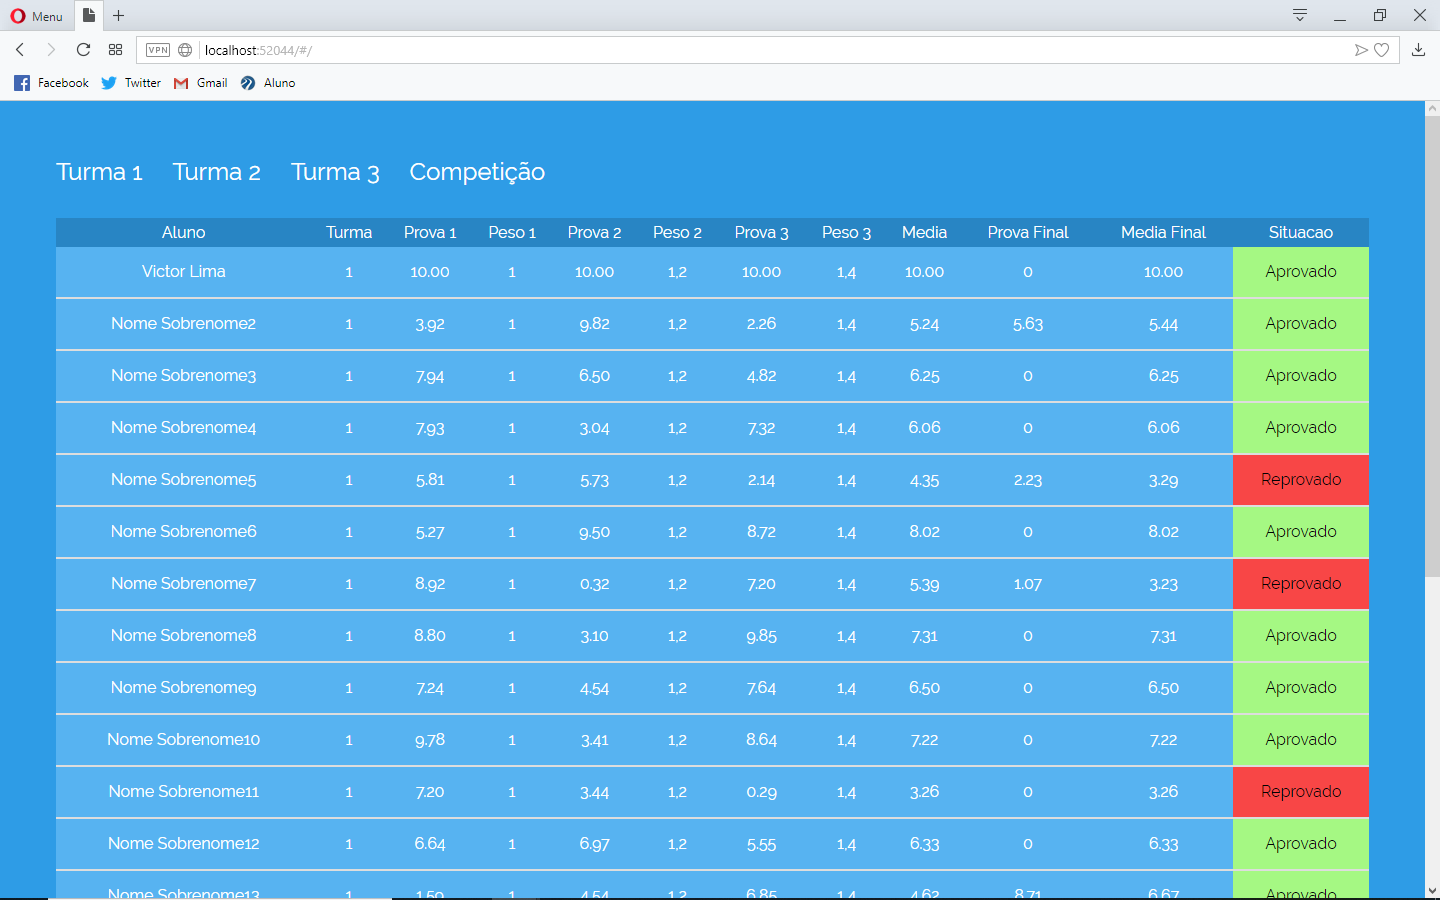 Menu
VPN localhost:52044/#/
Facebook Twitter Gmail Aluno
Turma 1 Turma 2 Turma 3 Competição
Aluno Turma Prova 1 Peso 1 Prova 2 Peso 2 Prova 3 Peso 3 Media Prova Final Media Final Situacao
Victor Lima 1 10.00 1 10.00 1,2 10.00 1,4 10.00 0 10.00 Aprovado
Nome Sobrenome2 1 3.92 1 9.82 1,2 2.26 1,4 5.24 5.63 5.44 Aprovado
Nome Sobrenome3 1 7.94 1 6.50 1,2 4.82 1,4 6.25 0 6.25 Aprovado
Nome Sobrenome4 1 7.93 1 3.04 1,2 7.32 1,4 6.06 0 6.06 Aprovado
Nome Sobrenome5 1 5.81 1 5.73 1,2 2.14 1,4 4.35 2.23 3.29 Reprovado
Nome Sobrenome6 1 5.27 1 9.50 1,2 8.72 1,4 8.02 0 8.02 Aprovado
Nome Sobrenome7 1 8.92 1 0.32 1,2 7.20 1,4 5.39 1.07 3.23 Reprovado
Nome Sobrenome8 1 8.80 1 3.10 1,2 9.85 1,4 7.31 0 7.31 Aprovado
Nome Sobrenome9 1 7.24 1 4.54 1,2 7.64 1,4 6.50 0 6.50 Aprovado
Nome Sobrenome10 1 9.78 1 3.41 1,2 8.64 1,4 7.22 0 7.22 Aprovado
Nome Sobrenome11 1 7.20 1 3.44 1,2 0.29 1,4 3.26 0 3.26 Reprovado
Nome Sobrenome12 1 6.64 1 6.97 1,2 5.55 1,4 6.33 0 6.33 Aprovado
Nome Sobrenome13 1 1.59 1 4.54 1,2 6.85 1,4 4.62 8.71 6.67 Aprovado